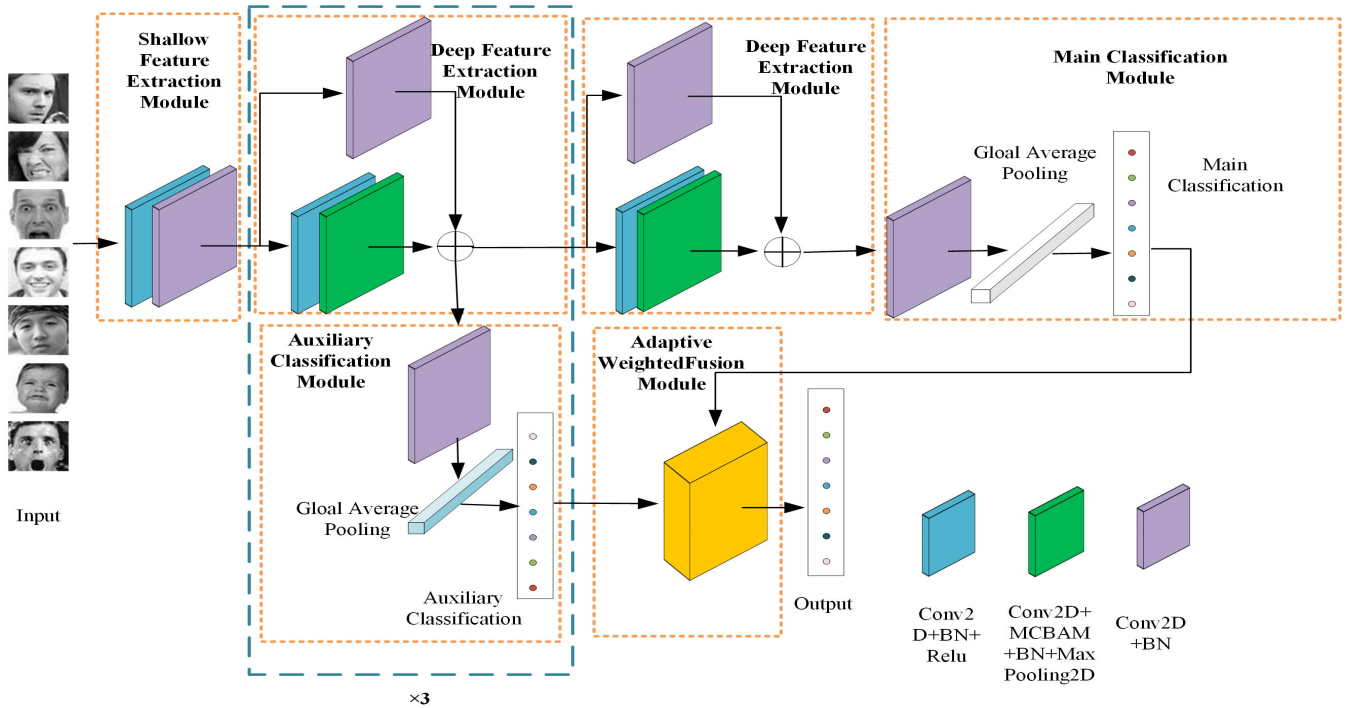 Shallow
Feature
Extraction
Module
Deep Feature
Extraction
Module
Deep Feature
Extraction
Module
Main Classification
Module
Gloal Average
Pooling
Main
Classification
Input
Auxiliary
Classification
Module
Gloal Average
Pooling
Auxiliary
Classification
Adaptive
WeightedFusion
Module
Output
Conv2
D+BN+
Relu
Conv2D+
MCBAM
+BN+Max
Pooling2D
Conv2D
+BN
×3